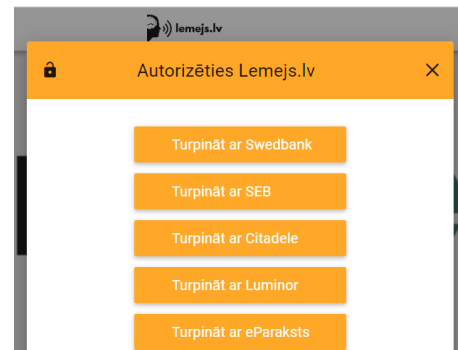 lemejs.lv
Autorizēties Lemejs.lv
Turpināt ar Swedbank
Turpināt ar SEB
Turpināt ar Citadele
Turpināt ar Luminor
Turpināt ar eParaksts